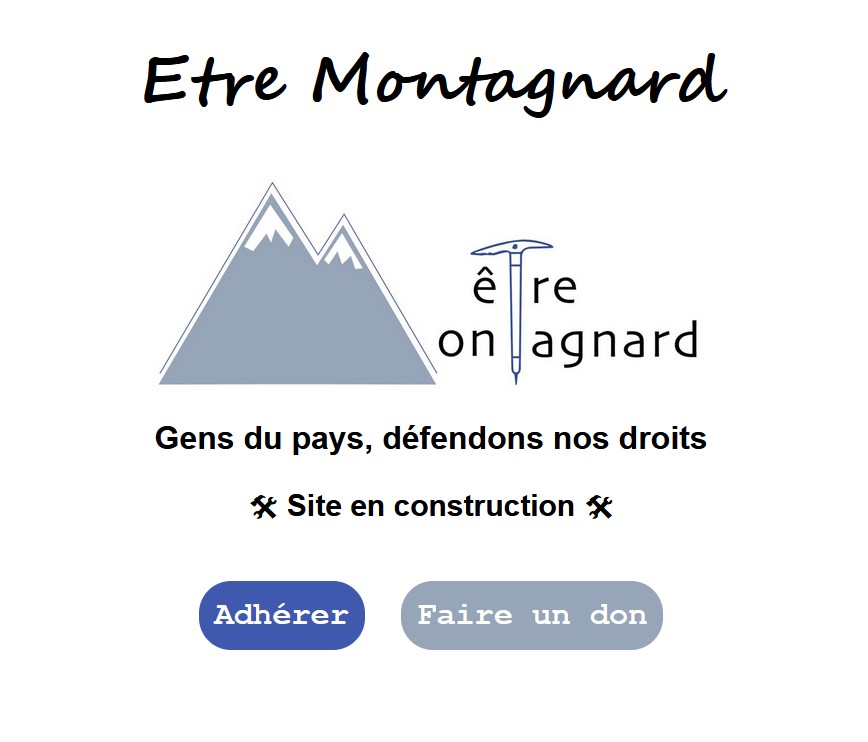 Etre Montagnard
être
onTagnard
Gens du pays, défendons nos droits
🛠 Site en construction 🛠
Adhérer
Faire un don